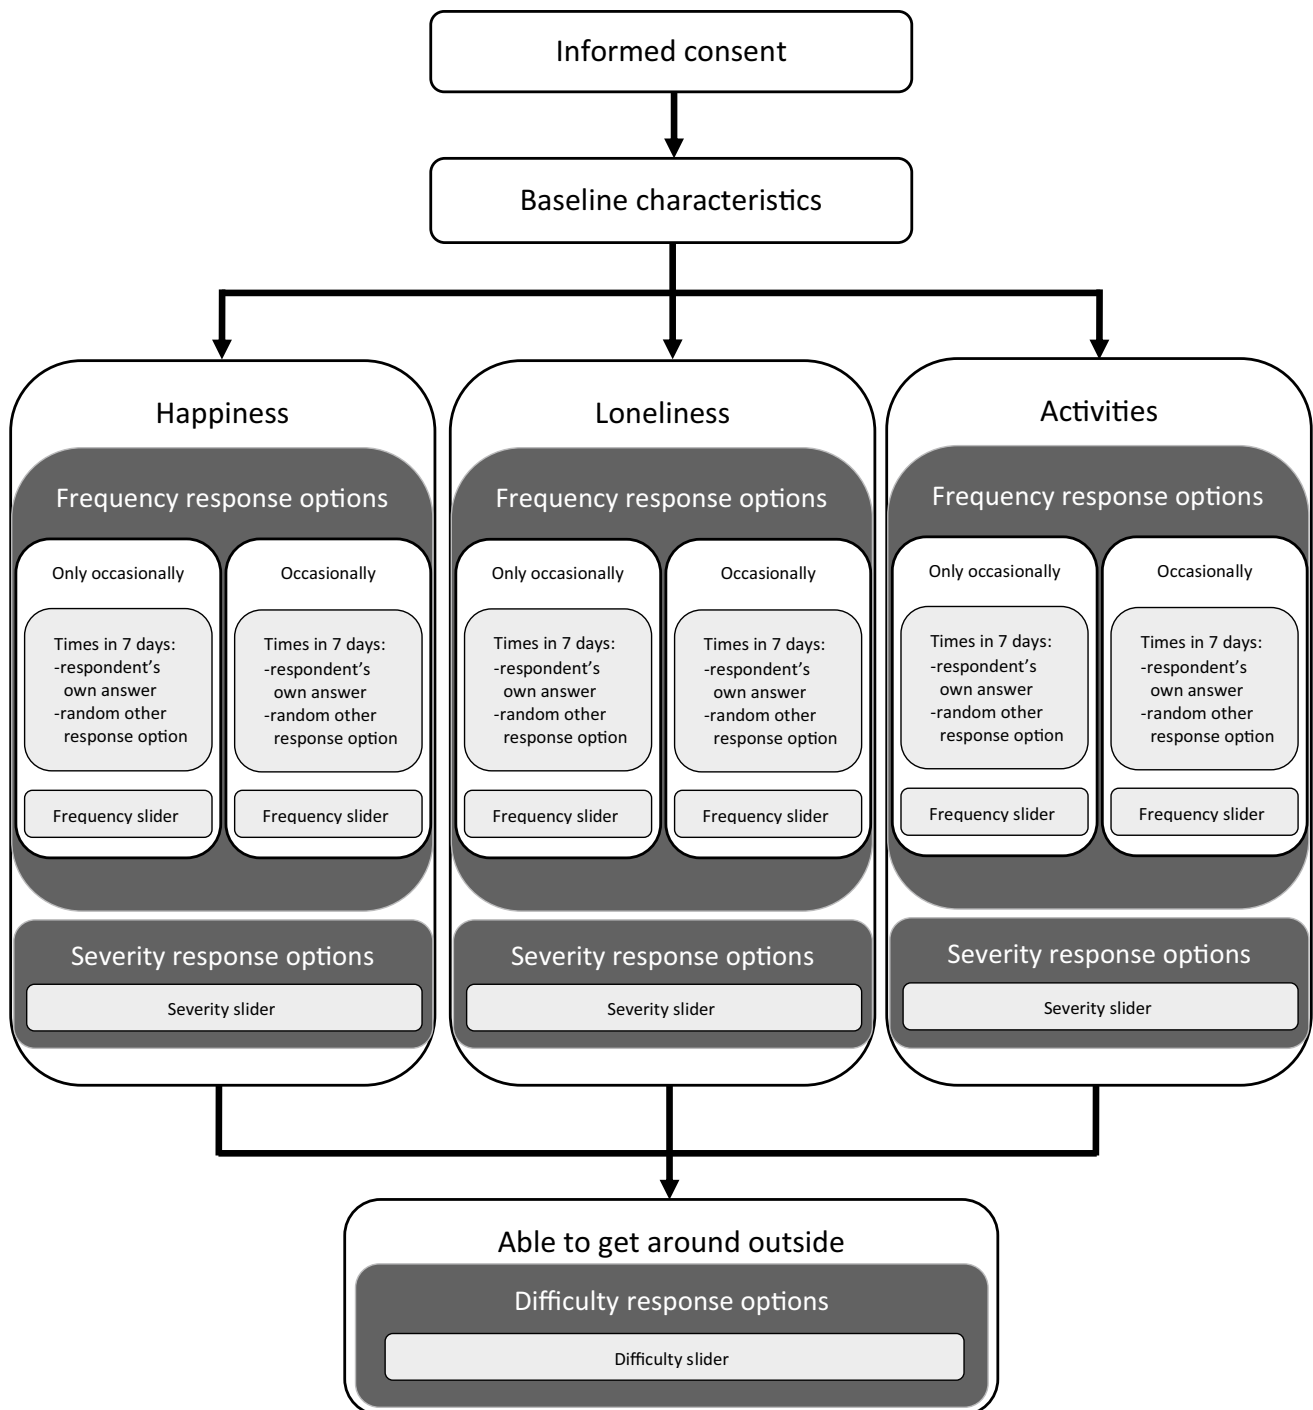 Informed consent
Baseline characteristics
Happiness
Frequency response options
Only occasionally
Times in 7 days:
-respondent's
own answer
-random other
response option
Frequency slider
Occasionally
Times in 7 days:
-respondent's
own answer
-random other
response option
Frequency slider
Severity response options
Severity slider
Loneliness
Frequency response options
Only occasionally
Times in 7 days:
-respondent's
own answer
-random other
response option
Frequency slider
Occasionally
Times in 7 days:
-respondent's
own answer
-random other
response option
Frequency slider
Severity response options
Severity slider
Activities
Frequency response options
Only occasionally
Times in 7 days:
-respondent's
own answer
-random other
response option
Frequency slider
Occasionally
Times in 7 days:
-respondent's
own answer
-random other
response option
Frequency slider
Severity response options
Severity slider
Able to get around outside
Difficulty response options
Difficulty slider